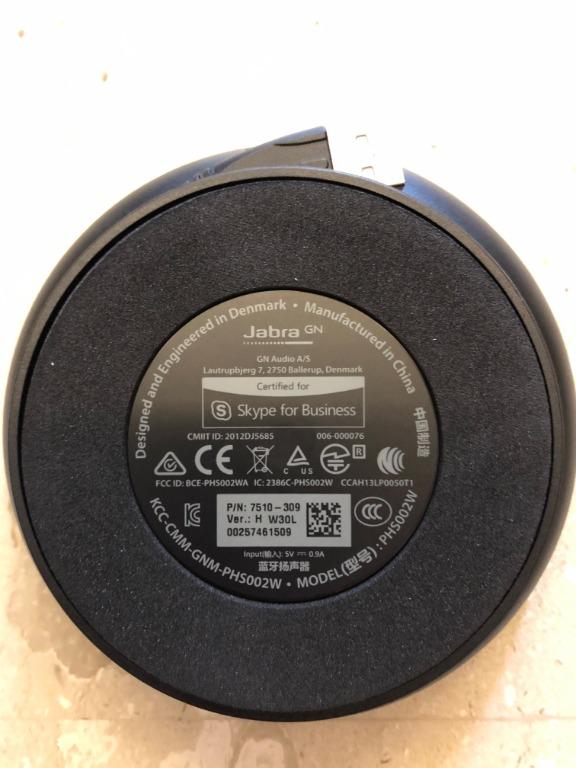 Designed and Engineered in Denmark • Manufactured in China 中国制造
Jabra GN
GN Audio A/S
Lautrupbjerg 7, 2750 Ballerup, Denmark
Certified for
S Skype for Business
CMIIT ID: 2012DJ5685 006-000076
CE C US R
FCC ID: BCE-PHS002WA IC: 2386C-PHS002W CCAH13LP0050T1
P/N: 7510-309
Ver.: H W30L
00257461509
CCC
Input(输入): 5V ⎓ 0.9A
蓝牙扬声器
KCC-CMM-GNM-PHS002W • MODEL(型号): PHS002W